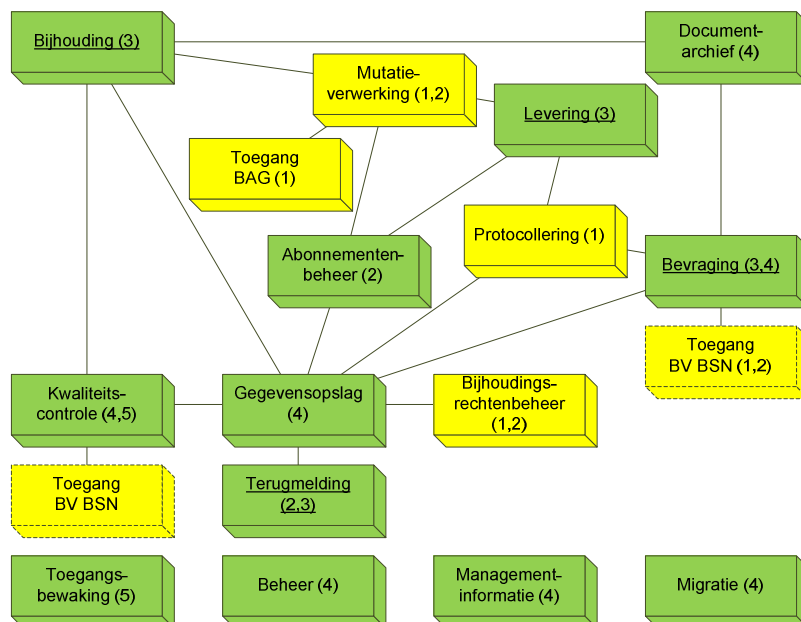 Bijhouding (3)
Document-
archief (4)
Mutatie-
verwerking (1,2)
Levering (3)
Toegang
BAG (1)
Protocollering (1)
Abonnementen-
beheer (2)
Bevraging (3,4)
Toegang
BV BSN (1,2)
Kwaliteits-
controle (4,5)
Gegevensopslag
(4)
Bijhoudings-
rechtenbeheer
(1,2)
Toegang
BV BSN
Terugmelding
(2,3)
Toegangs-
bewaking (5)
Beheer (4)
Management-
informatie (4)
Migratie (4)